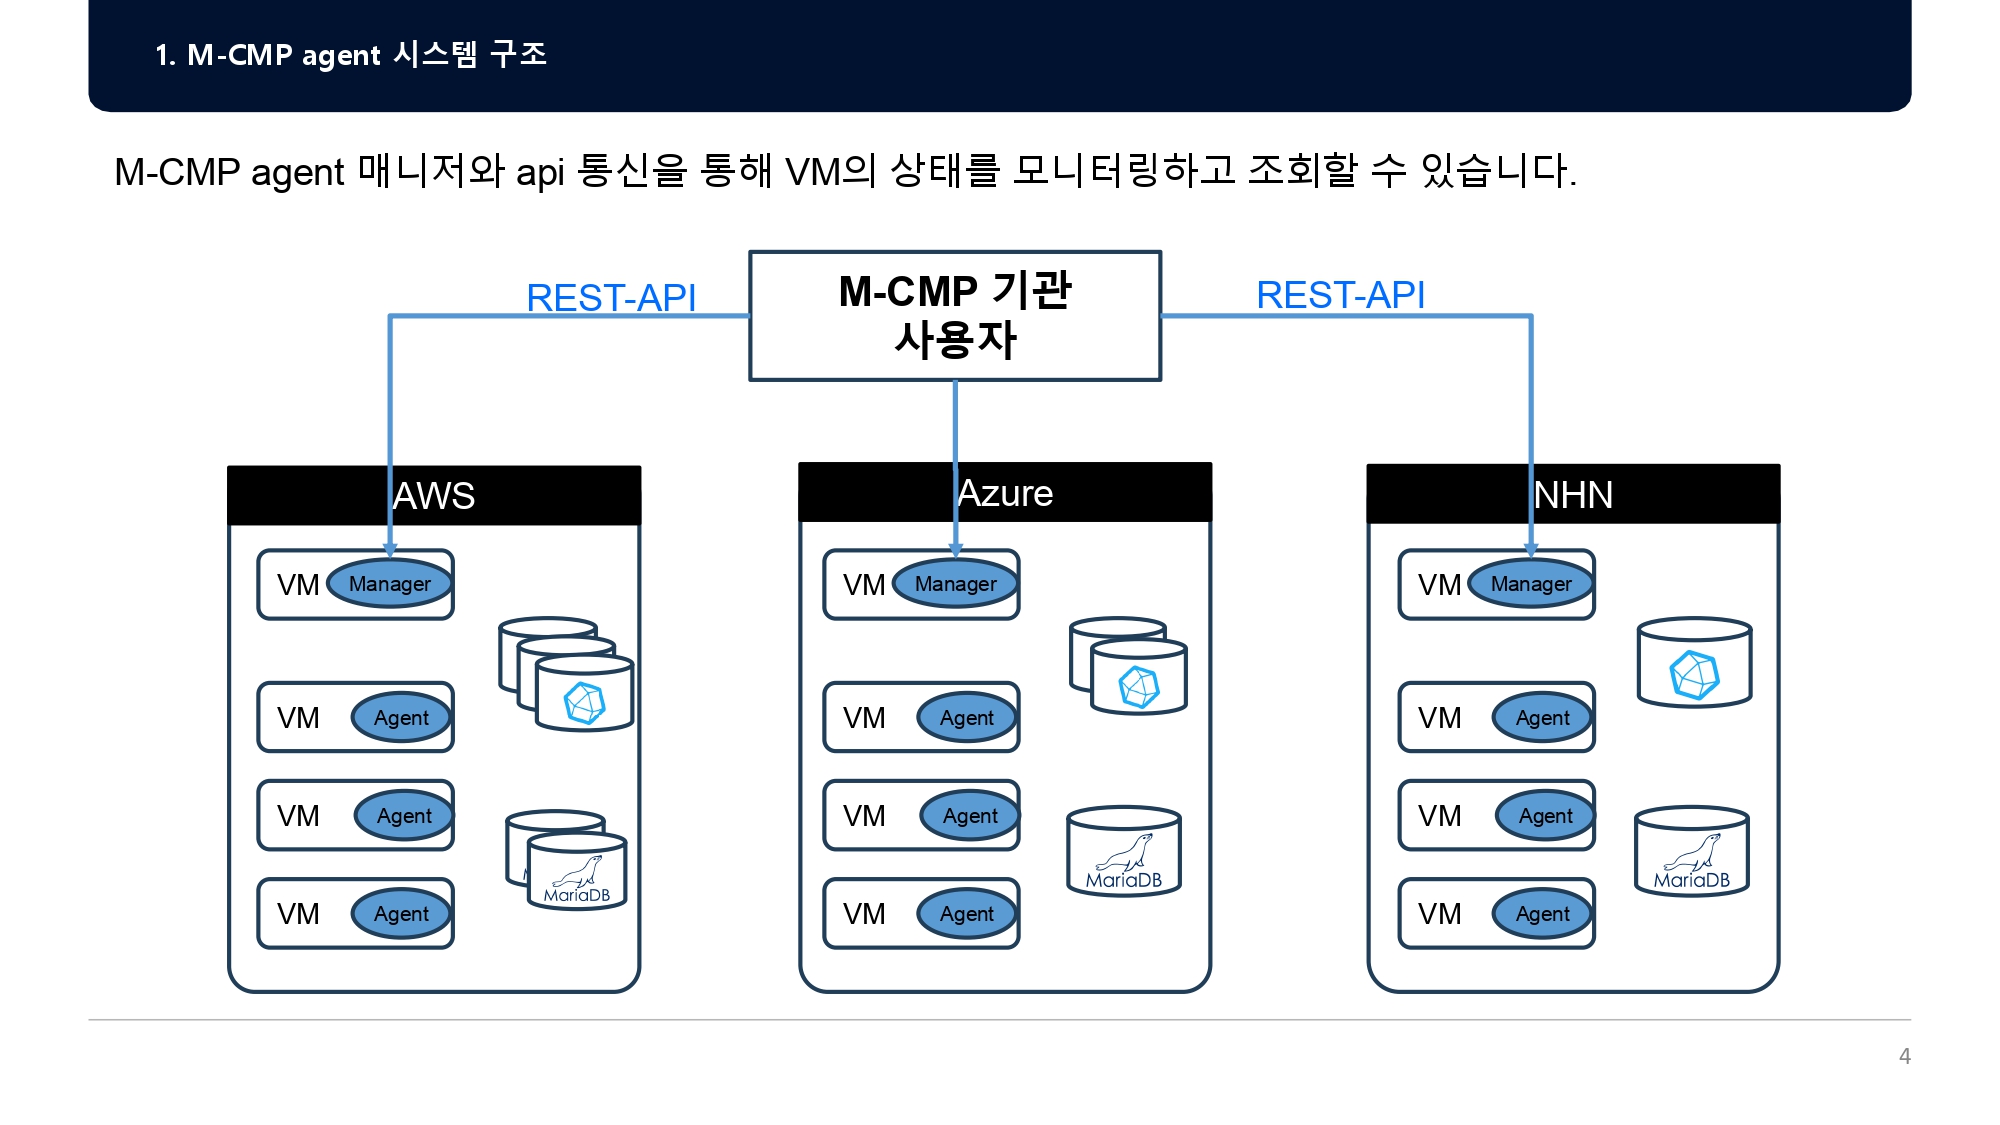 1. M-CMP agent 시스템 구조
M-CMP agent 매니저와 api 통신을 통해 VM의 상태를 모니터링하고 조회할 수 있습니다.
M-CMP 기관
사용자
REST-API
REST-API
AWS
VM Manager
VM Agent
VM Agent
VM Agent
MariaDB
Azure
VM Manager
VM Agent
VM Agent
VM Agent
MariaDB
NHN
VM Manager
VM Agent
VM Agent
VM Agent
MariaDB
4